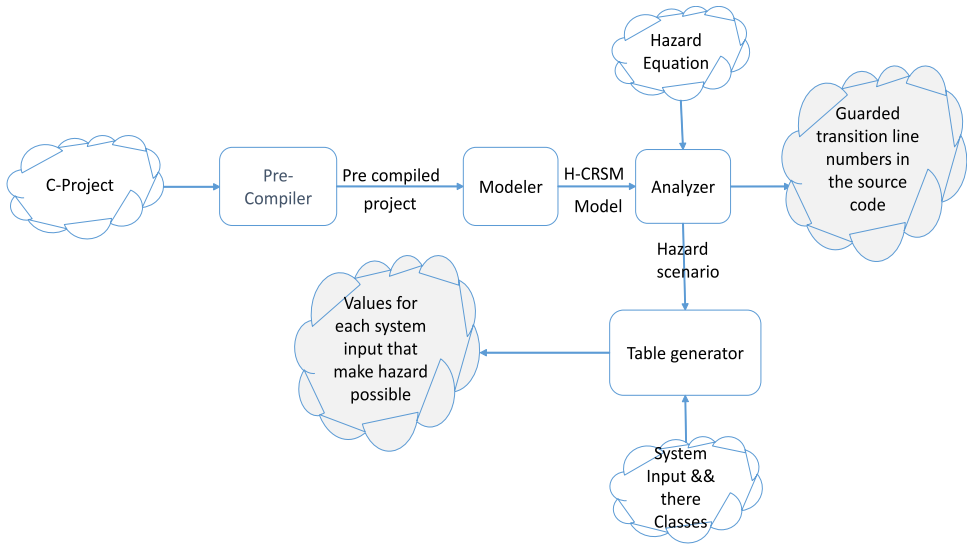 Hazard
Equation
Guarded
transition line
numbers in
the source
code
C-Project
Pre-
Compiler
Pre compiled
project
Modeler
H-CRSM
Model
Analyzer
Hazard
scenario
Values for
each system
input that
make hazard
possible
Table generator
System
Input &&
there
Classes